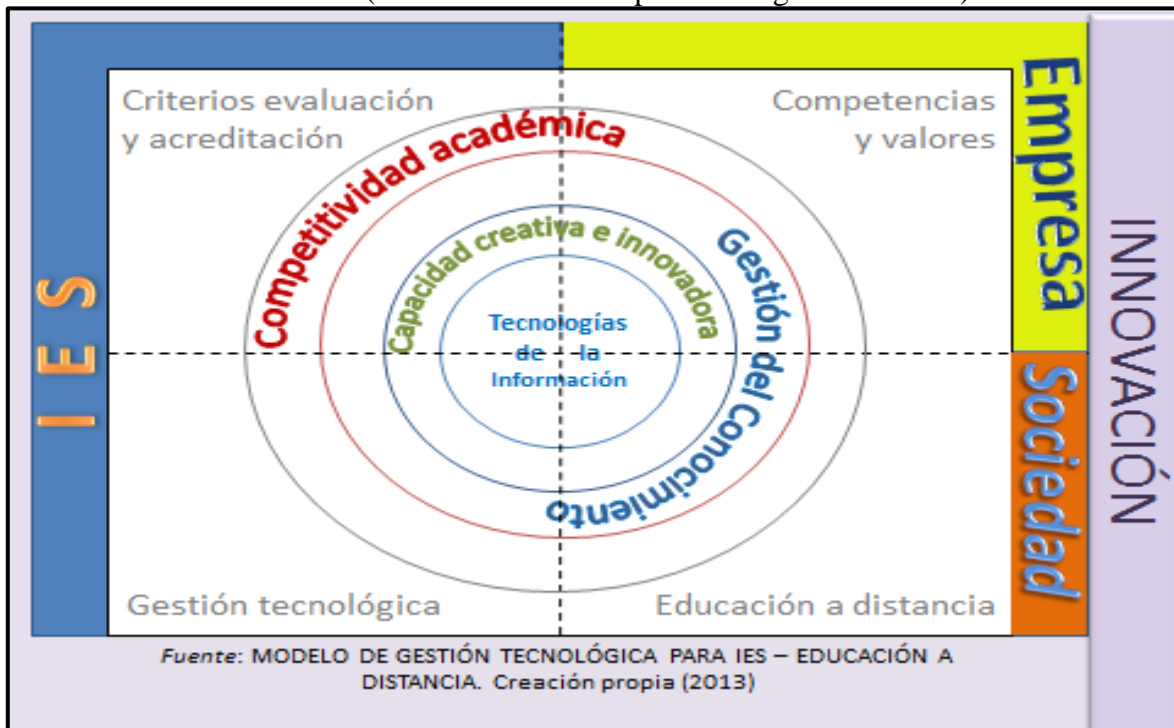 Criterios evaluación
y acreditación
Competencias
y valores
Competitividad académica
Capacidad creativa e innovadora
Gestión del Conocimiento
Tecnologías
de la
Información
IES
Empresa
Sociedad
INNOVACIÓN
Gestión tecnológica
Educación a distancia
Fuente: MODELO DE GESTIÓN TECNOLÓGICA PARA IES – EDUCACIÓN A
DISTANCIA. Creación propia (2013)